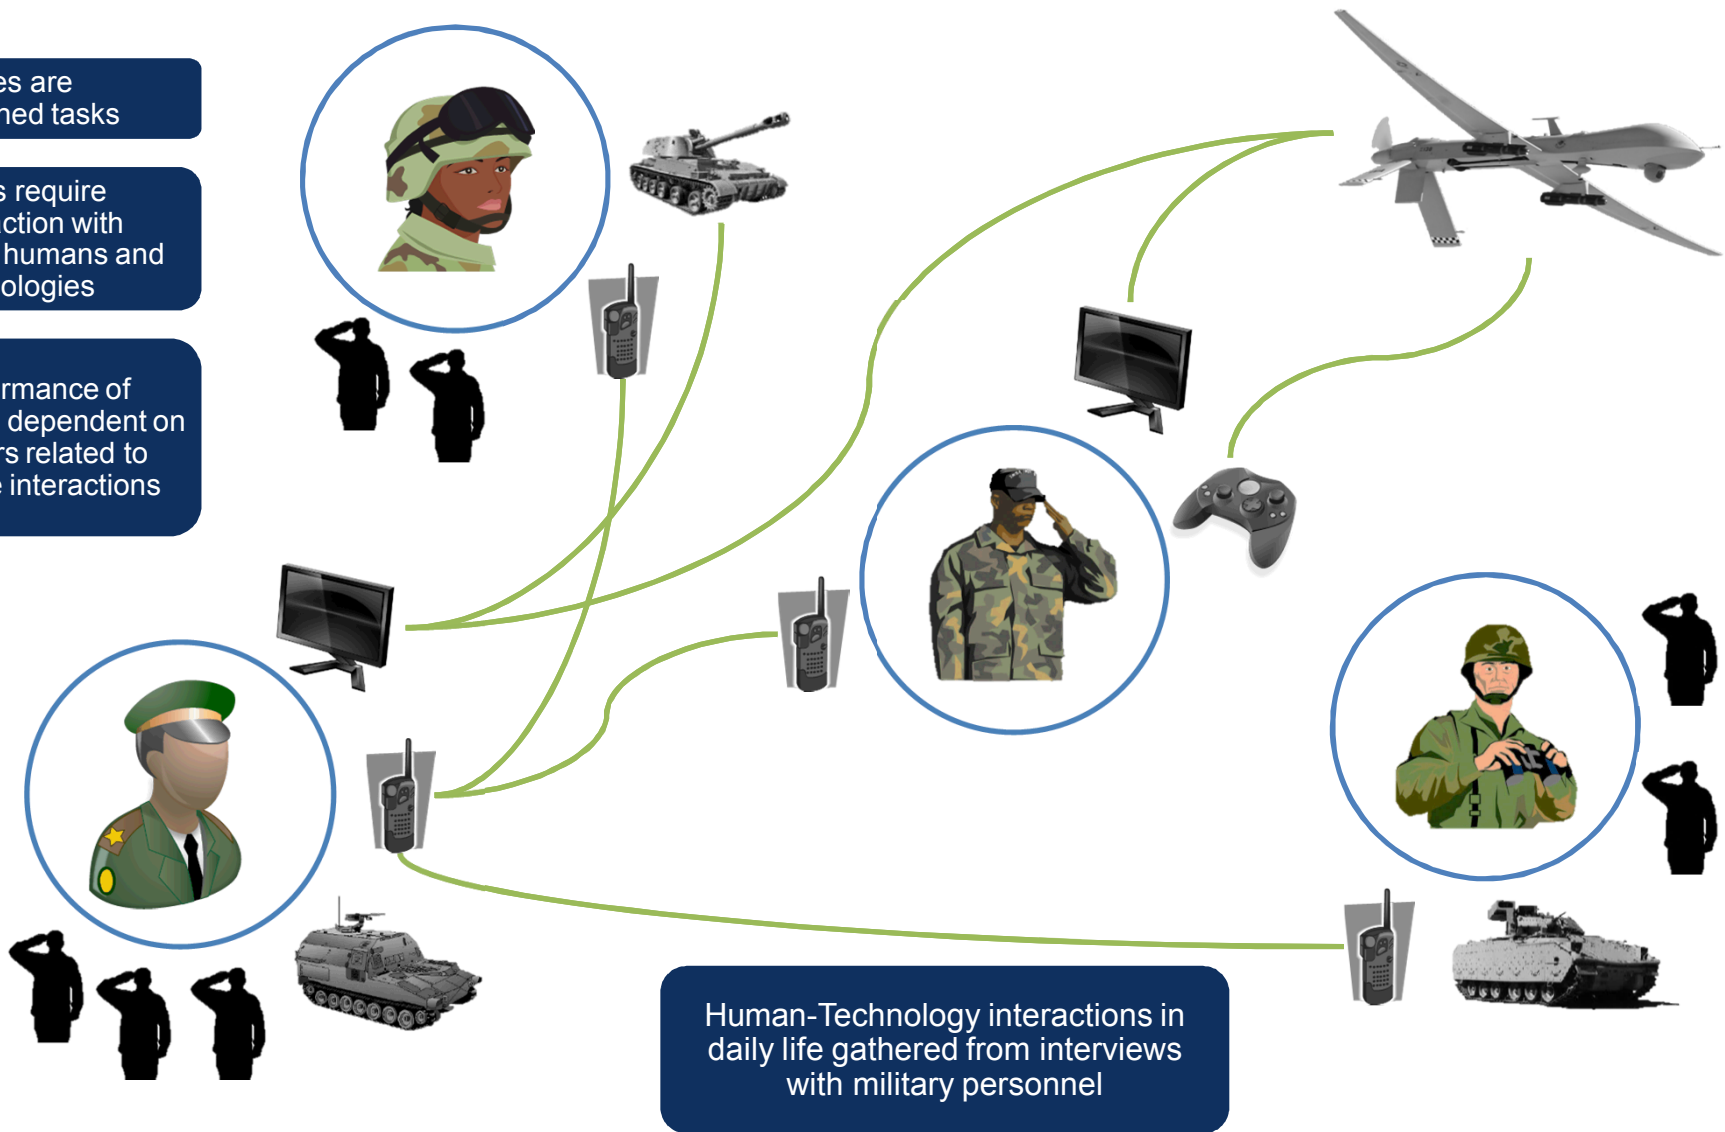 es are
ned tasks
s require
action with
humans and
ologies
rmance of
dependent on
rs related to
e interactions
Human-Technology interactions in
daily life gathered from interviews
with military personnel